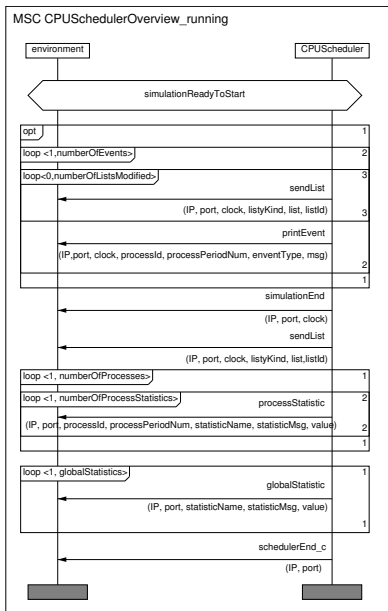 MSC CPUSchedulerOverview_running
environment CPUScheduler
simulationReadyToStart
opt 1
loop <1,numberOfEvents> 2
loop<0,numberOfListsModified> 3
sendList
(IP, port, clock, listyKind, list, listId) 3
printEvent
(IP,port, clock, processId, processPeriodNum, enventType, msg)
2
1
simulationEnd
(IP, port, clock)
sendList
(IP, port, clock, listyKind, list,listId)
loop <1, numberOfProcesses> 1
loop <1, numberOfProcessStatistics> 2
processStatistic
(IP, port, processId, processPeriodNum, statisticName, statisticMsg, value) 2
1
loop <1, globalStatistics> 1
globalStatistic
(IP, port, statisticName, statisticMsg, value)
1
schedulerEnd_c
(IP, port)